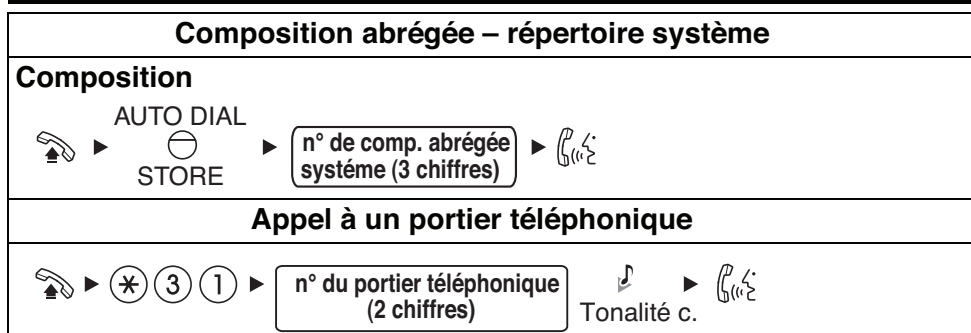 Composition abrégée – répertoire système
Composition
AUTO DIAL
STORE
n° de comp. abrégée
systéme (3 chiffres)
Appel à un portier téléphonique
* 3 1
n° du portier téléphonique
(2 chiffres)
Tonalité c.